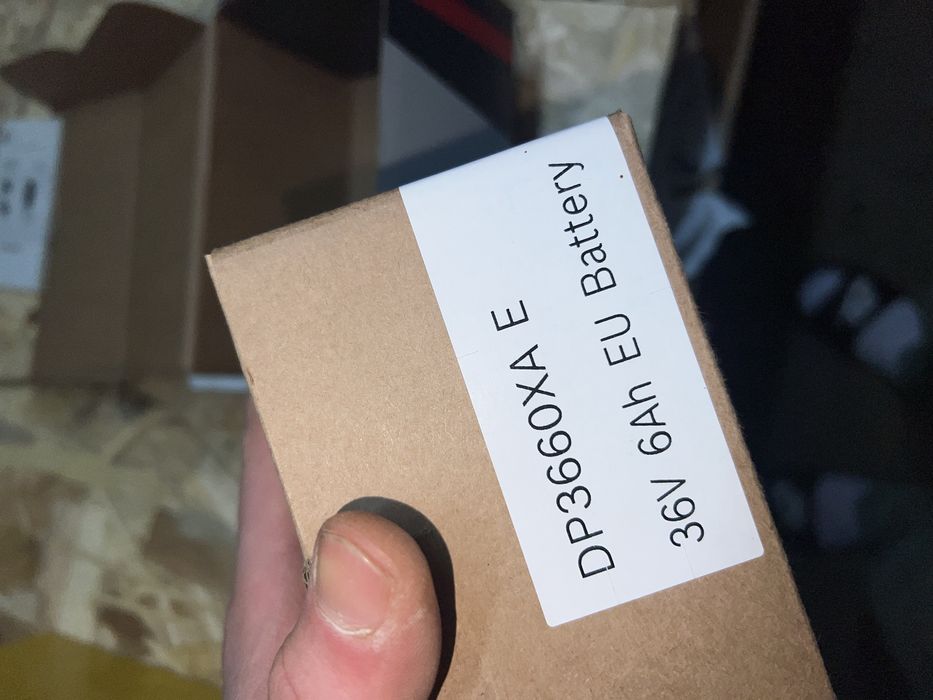 DP3660XA E
36v 6Ah EU Battery